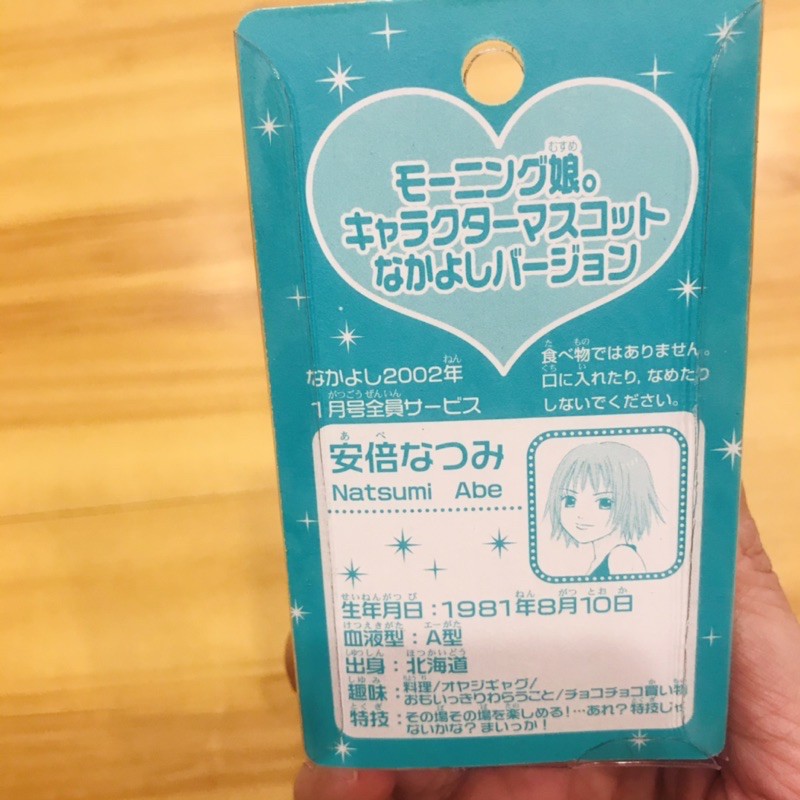 モーニング娘。
キャラクターマスコット
なかよしバージョン
なかよし2002年
1月号全員サービス
食べ物ではありません。
口に入れたり, なめたり
しないでください。
安倍なつみ
Natsumi Abe
生年月日:1981年8月10日
血液型:A型
出身:北海道
趣味:料理/オヤジギャグ/
おもいっきりわらうこと/チョコチョコ買い物
特技:その場その場を楽しめる!…あれ?特技じゃ
ないかな?まいっか!